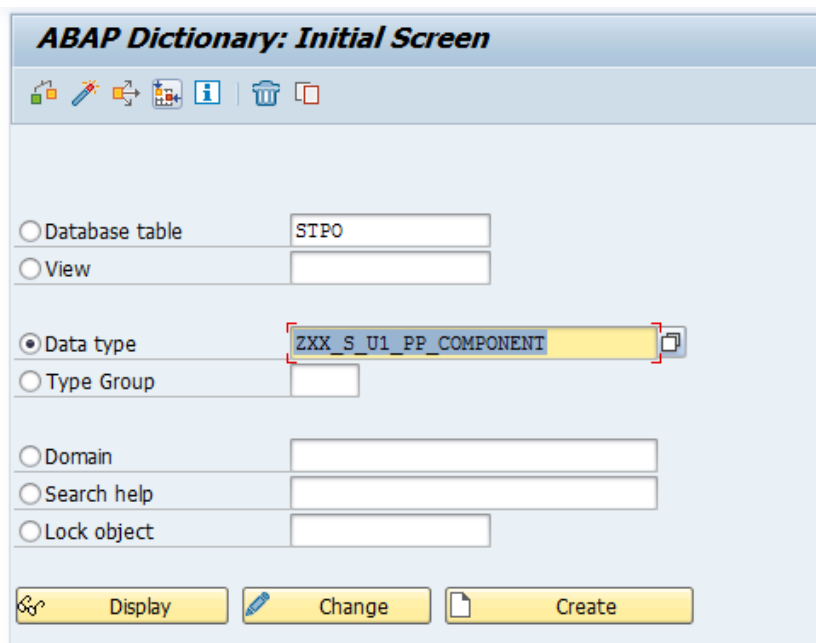 ABAP Dictionary: Initial Screen
Database table STPO
View
Data type ZXX_S_U1_PP_COMPONENT
Type Group
Domain
Search help
Lock object
Display Change Create